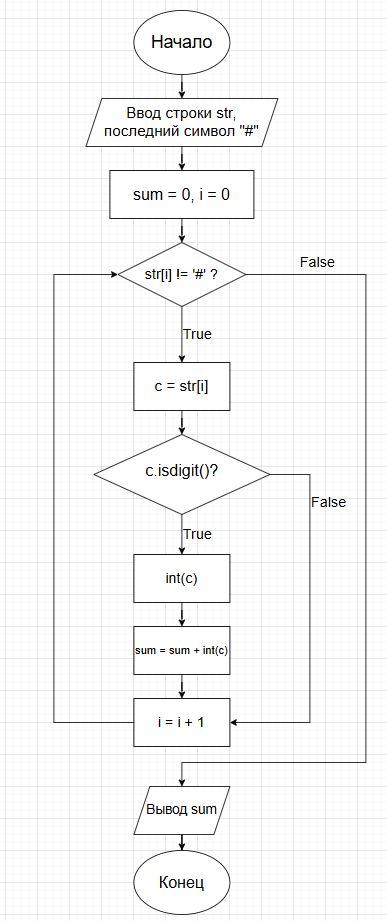 Начало
Ввод строки str,
последний символ "#"
sum = 0, i = 0
str[i] != '#' ?
False
True
c = str[i]
c.isdigit()?
False
True
int(c)
sum = sum + int(c)
i = i + 1
Вывод sum
Конец